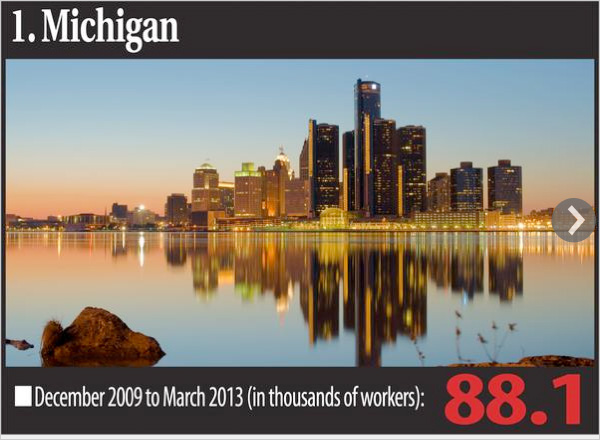 1. Michigan
December 2009 to March 2013 (in thousands of workers): 88.1